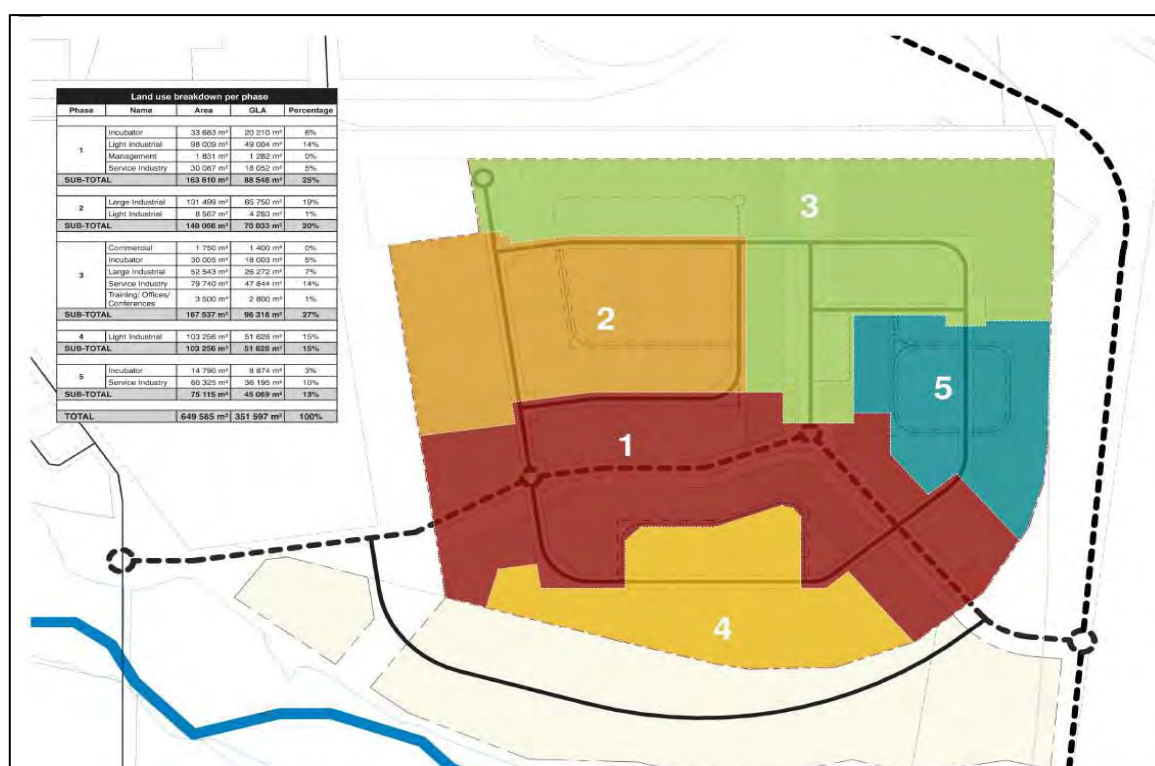 Land use breakdown per phase
Phase Name Area GLA Percentage
1
Incubator 33 683 m² 20 210 m² 6%
Light Industrial 98 009 m² 49 004 m² 14%
Management 1 831 m² 1 282 m² 0%
Service Industry 30 087 m² 18 052 m² 5%
SUB-TOTAL 163 610 m² 88 548 m² 25%
2
Large Industrial 131 499 m² 65 750 m² 19%
Light Industrial 8 567 m² 4 283 m² 1%
SUB-TOTAL 140 066 m² 70 033 m² 20%
3
Commercial 1 750 m² 1 400 m² 0%
Incubator 30 005 m² 18 003 m² 5%
Large Industrial 52 543 m² 26 272 m² 7%
Service Industry 79 740 m² 47 844 m² 14%
Training/ Offices/
Conferences 3 500 m² 2 800 m² 1%
SUB-TOTAL 167 537 m² 96 318 m² 27%
4 Light Industrial 103 256 m² 51 628 m² 15%
SUB-TOTAL 103 256 m² 51 628 m² 15%
5
Incubator 14 790 m² 8 874 m² 3%
Service Industry 60 325 m² 36 195 m² 10%
SUB-TOTAL 75 115 m² 45 069 m² 13%
TOTAL 649 585 m² 351 597 m² 100%
3
2
5
1
4